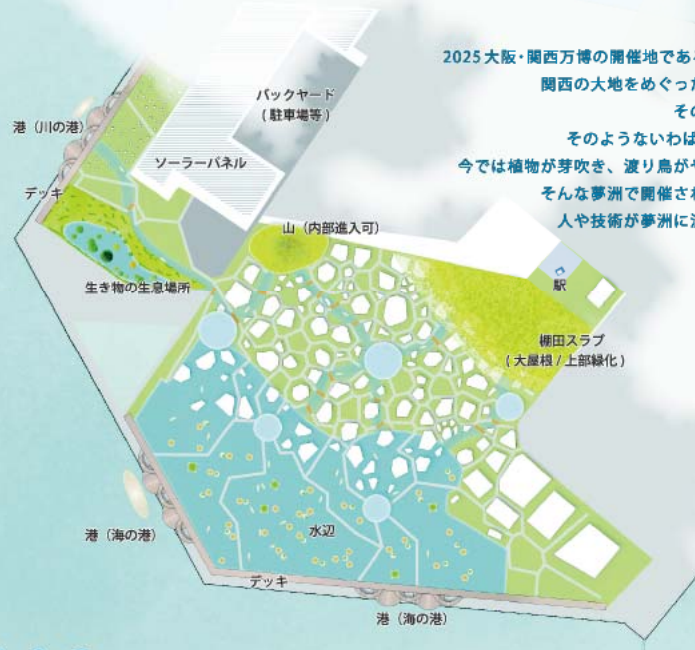 2025大阪・関西万博の開催地であ
関西の大地をめぐった
その
そのようないわば
今では植物が芽吹き、渡り鳥が
そんな夢洲で開催され
人や技術が夢洲に
バックヤード
(駐車場等)
港（川の港）
ソーラーパネル
デッキ
山（内部進入可）
生き物の生息場所
駅
棚田スラブ
(大屋根/上部緑化)
港（海の港）
水辺
デッキ
港（海の港）